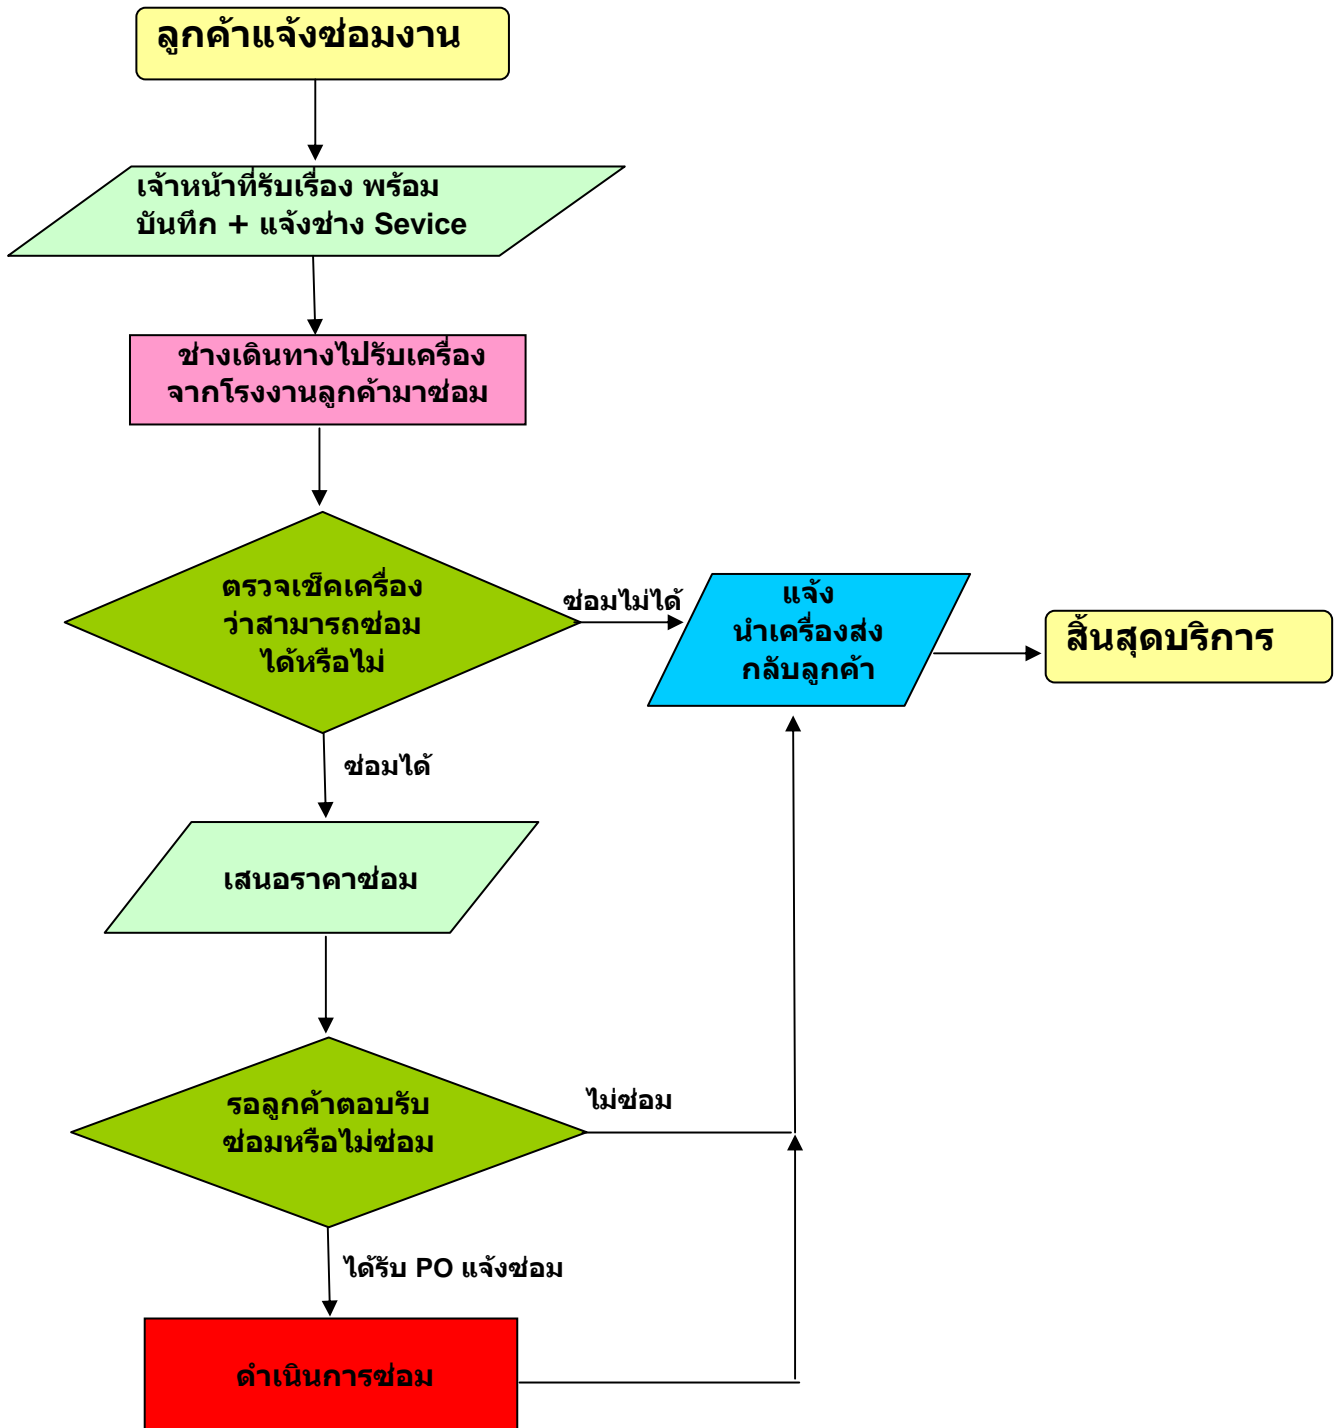 ลูกค้าแจ้งซ่อมงาน
เจ้าหน้าที่รับเรื่อง พร้อม
บันทึก + แจ้งช่าง Sevice
ช่างเดินทางไปรับเครื่อง
จากโรงงานลูกค้ามาซ่อม
ตรวจเช็คเครื่อง
ว่าสามารถซ่อม
ได้หรือไม่
ซ่อมไม่ได้
แจ้ง
นำเครื่องส่ง
กลับลูกค้า
สิ้นสุดบริการ
ซ่อมได้
เสนอราคาซ่อม
รอลูกค้าตอบรับ
ซ่อมหรือไม่ซ่อม
ไม่ซ่อม
ได้รับ PO แจ้งซ่อม
ดำเนินการซ่อม